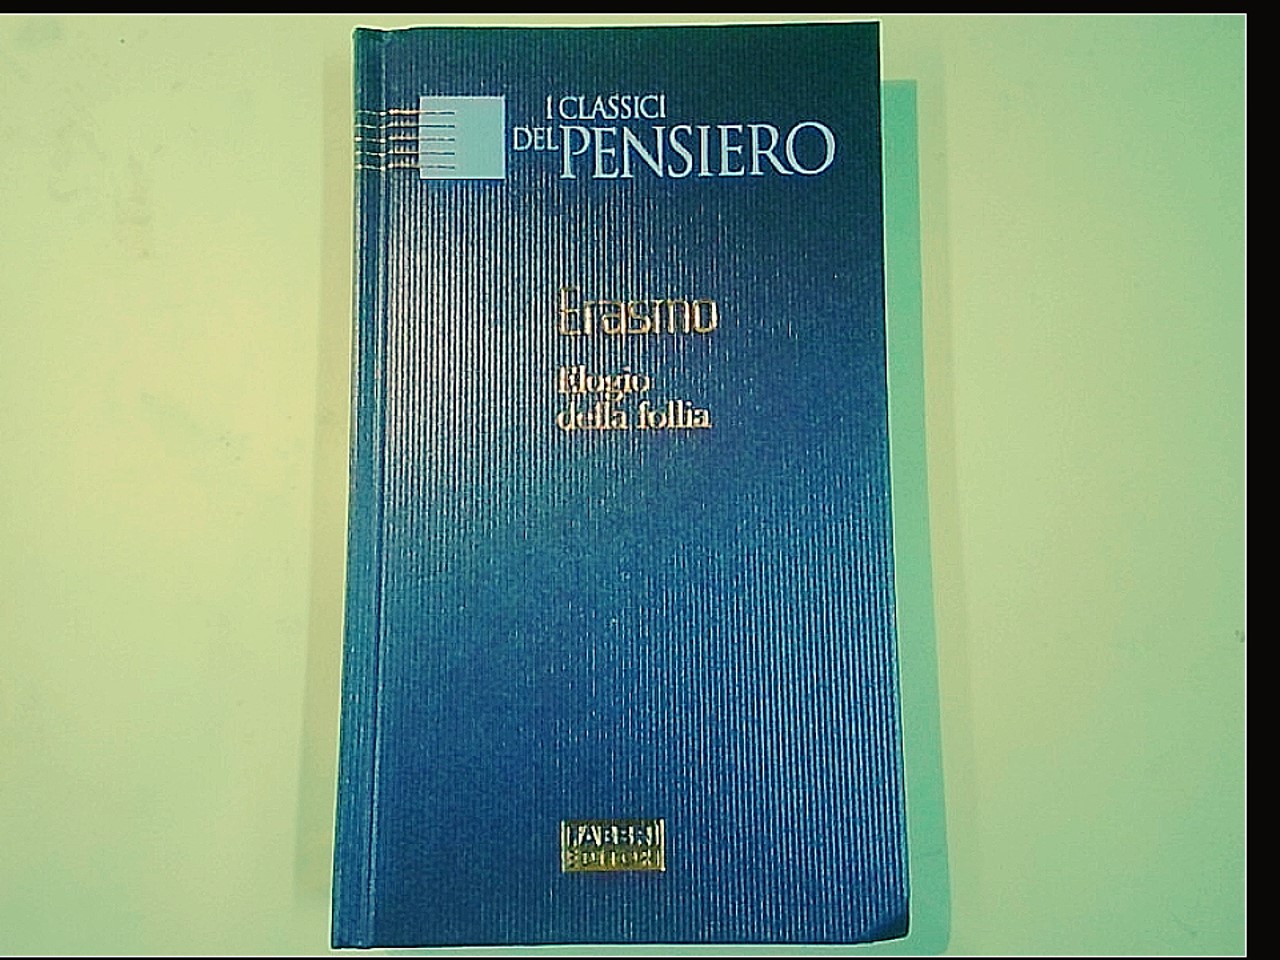 I CLASSICI
DEL PENSIERO
Erasmo
Elogio
della follia
FABBRI
EDITORI